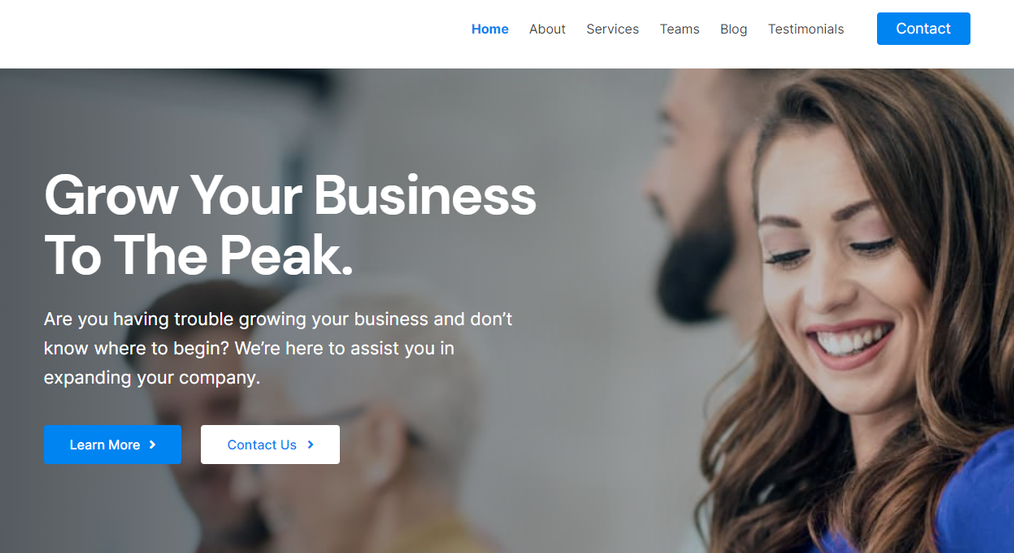 Home About Services Teams Blog Testimonials Contact
Grow Your Business
To The Peak.
Are you having trouble growing your business and don’t
know where to begin? We’re here to assist you in
expanding your company.
Learn More Contact Us